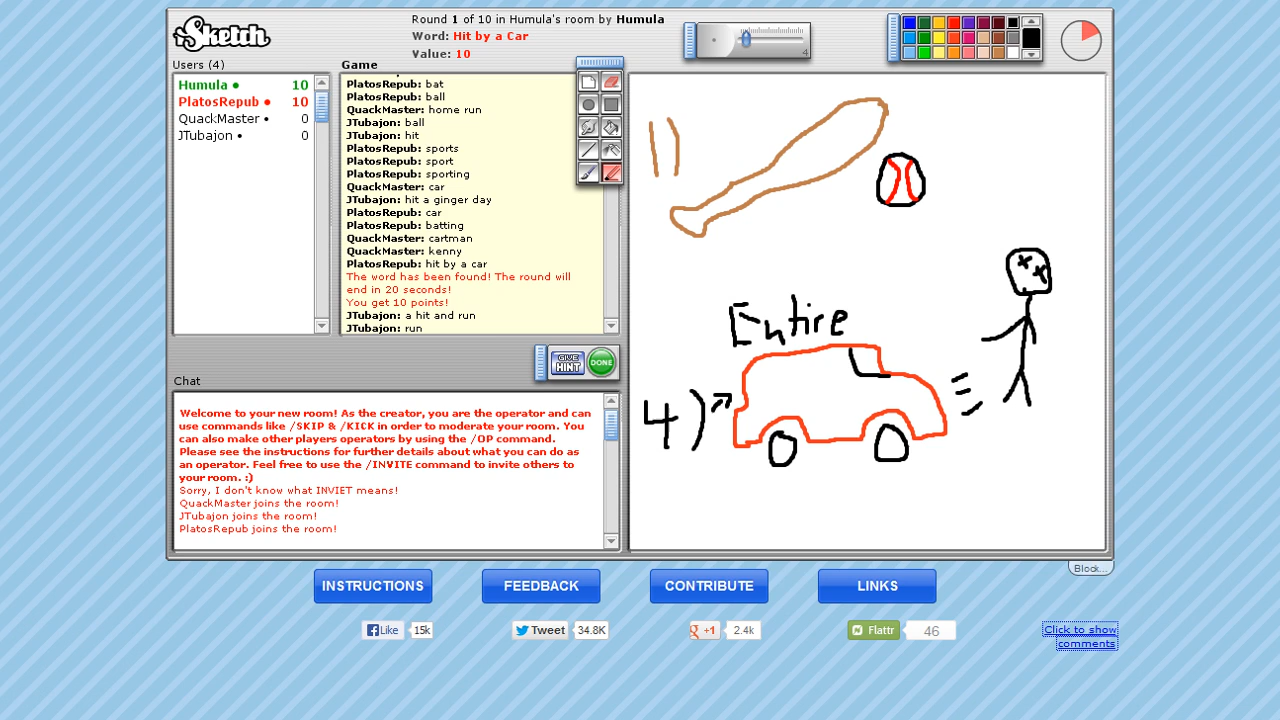 iSketch
Round 1 of 10 in Humula's room by Humula
Word: Hit by a Car
Value: 10
4
Users (4)
Humula • 10
PlatosRepub • 10
QuackMaster • 0
JTubajon • 0
Game
PlatosRepub: bat
PlatosRepub: ball
QuackMaster: home run
JTubajon: ball
JTubajon: hit
PlatosRepub: sports
PlatosRepub: sport
PlatosRepub: sporting
QuackMaster: car
JTubajon: hit a ginger day
PlatosRepub: car
PlatosRepub: batting
QuackMaster: cartman
QuackMaster: kenny
PlatosRepub: hit by a car
The word has been found! The round will
end in 20 seconds!
You get 10 points!
JTubajon: a hit and run
JTubajon: run
GIVE
HINT
DONE
Chat
Welcome to your new room! As the creator, you are the operator and can
use commands like /SKIP & /KICK in order to moderate your room. You
can also make other players operators by using the /OP command.
Please see the instructions for further details about what you can do as
an operator. Feel free to use the /INVITE command to invite others to
your room. :)
Sorry, I don't know what INVIET means!
QuackMaster joins the room!
JTubajon joins the room!
PlatosRepub joins the room!
1)
Entire
4)
Block...
INSTRUCTIONS
FEEDBACK
CONTRIBUTE
LINKS
Like 15k
Tweet 34.8K
g +1 2.4k
Flattr 46
Click to show
comments